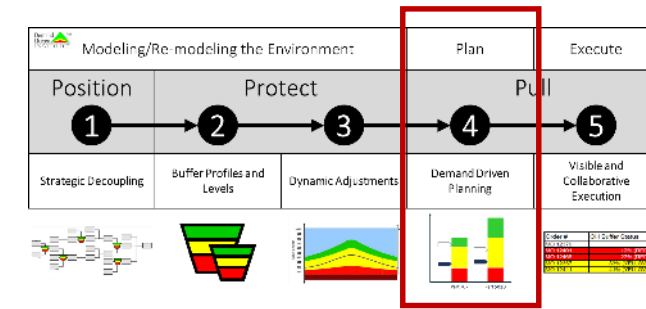 Modeling/Re-modeling the Environment
Plan
Execute
Position
Protect
Pull
1
2
3
4
5
Strategic Decoupling
Buffer Profiles and
Levels
Dynamic Adjustments
Demand Driven
Planning
Visible and
Collaborative
Execution
Order #